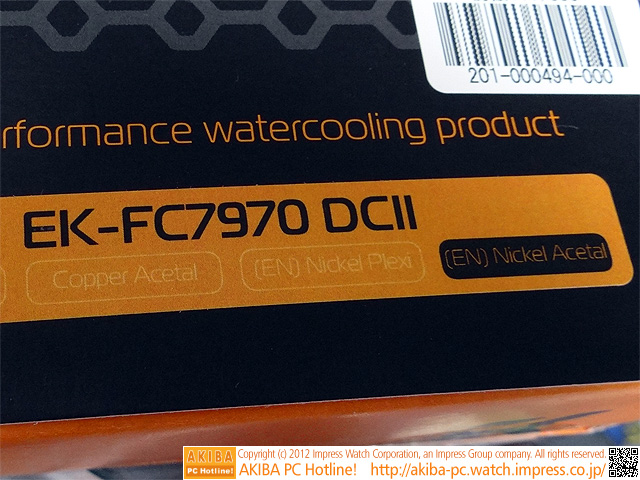 201-000494-000
rformance watercooling product
EK-FC7970 DCII
Copper Acetal
(EN) Nickel Plexi
(EN) Nickel Acetal
AKIBA
PC Hotline!
Copyright (c) 2012 Impress Watch Corporation, an Impress Group company. All rights reserved.
AKIBA PC Hotline! http://akiba-pc.watch.impress.co.jp/